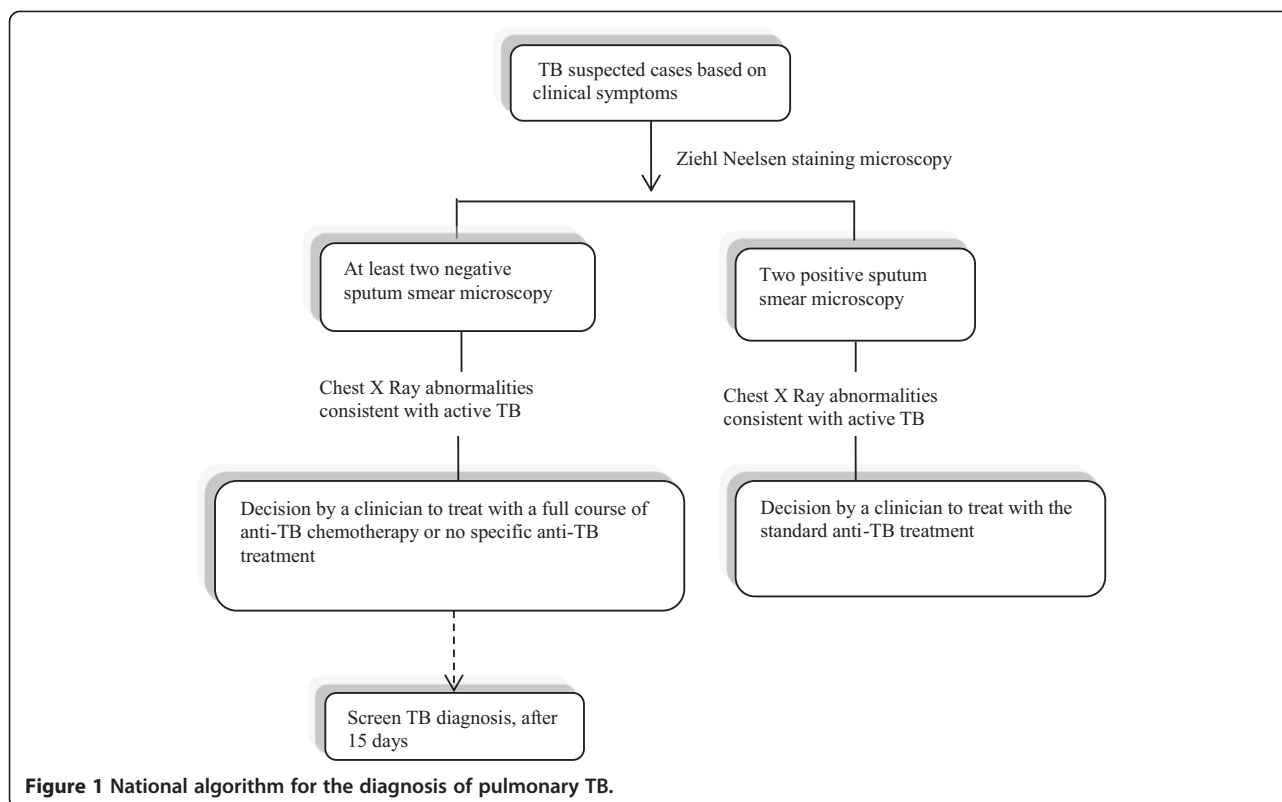 TB suspected cases based on
clinical symptoms
Ziehl Neelsen staining microscopy
At least two negative
sputum smear microscopy
Two positive sputum
smear microscopy
Chest X Ray abnormalities
consistent with active TB
Chest X Ray abnormalities
consistent with active TB
Decision by a clinician to treat with a full course of
anti-TB chemotherapy or no specific anti-TB
treatment
Decision by a clinician to treat with the
standard anti-TB treatment
Screen TB diagnosis, after
15 days
Figure 1 National algorithm for the diagnosis of pulmonary TB.